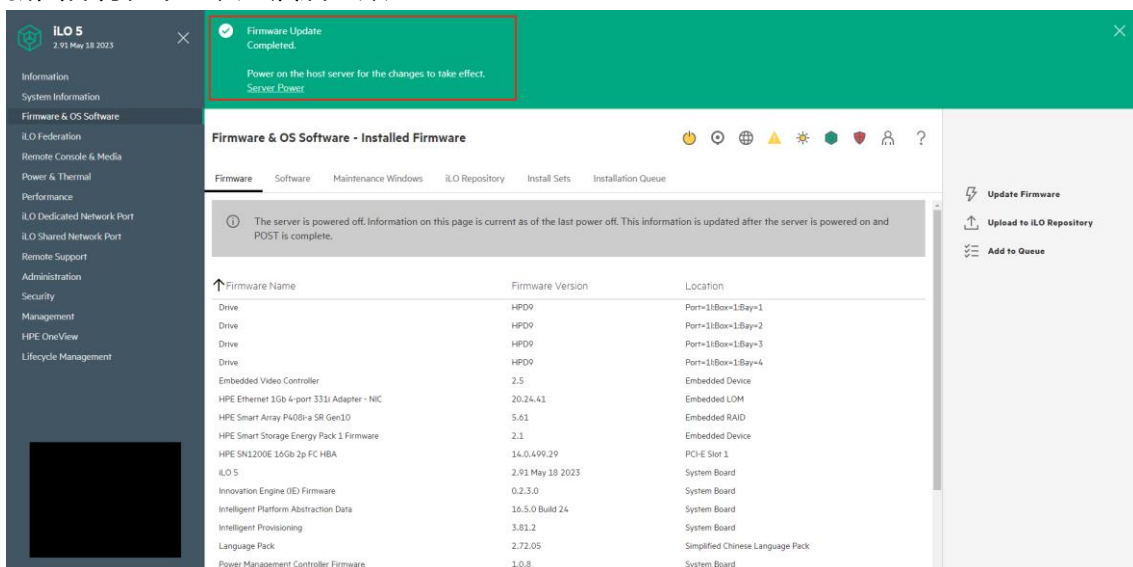 iLO 5
2.91 May 18 2023
Information
System Information
Firmware & OS Software
iLO Federation
Remote Console & Media
Power & Thermal
Performance
iLO Dedicated Network Port
iLO Shared Network Port
Remote Support
Administration
Security
Management
HPE OneView
Lifecycle Management
Firmware Update
Completed.
Power on the host server for the changes to take effect.
Server Power
Firmware & OS Software - Installed Firmware
?
Firmware Software Maintenance Windows iLO Repository Install Sets Installation Queue
The server is powered off. Information on this page is current as of the last power off. This information is updated after the server is powered on and
POST is complete.
Firmware Name Firmware Version Location
Drive HPD9 Port=1I:Box=1:Bay=1
Drive HPD9 Port=1I:Box=1:Bay=2
Drive HPD9 Port=1I:Box=1:Bay=3
Drive HPD9 Port=1I:Box=1:Bay=4
Embedded Video Controller 2.5 Embedded Device
HPE Ethernet 1Gb 4-port 331i Adapter - NIC 20.24.41 Embedded LOM
HPE Smart Array P408i-a SR Gen10 5.61 Embedded RAID
HPE Smart Storage Energy Pack 1 Firmware 2.1 Embedded Device
HPE SN1200E 16Gb 2p FC HBA 14.0.499.29 PCI-E Slot 1
iLO 5 2.91 May 18 2023 System Board
Innovation Engine (IE) Firmware 0.2.3.0 System Board
Intelligent Platform Abstraction Data 16.5.0 Build 24 System Board
Intelligent Provisioning 3.81.2 System Board
Language Pack 2.72.05 Simplified Chinese Language Pack
Power Management Controller Firmware 1.0.8 System Board
Update Firmware
Upload to iLO Repository
Add to Queue